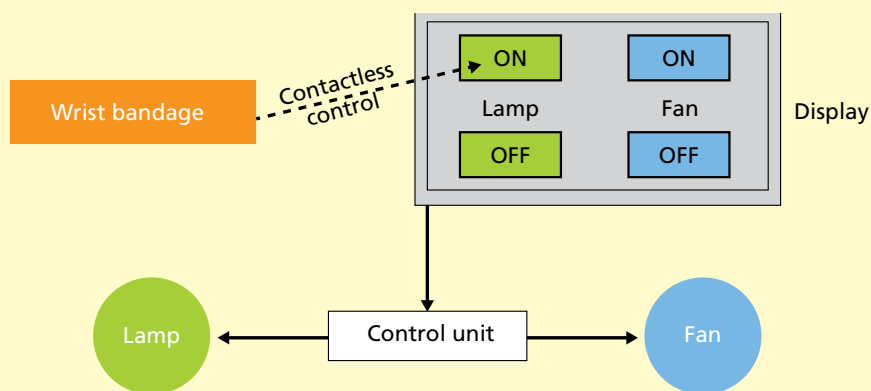 ON
ON
Contactless
control
Wrist bandage
Lamp
Fan
Display
OFF
OFF
Lamp
Control unit
Fan